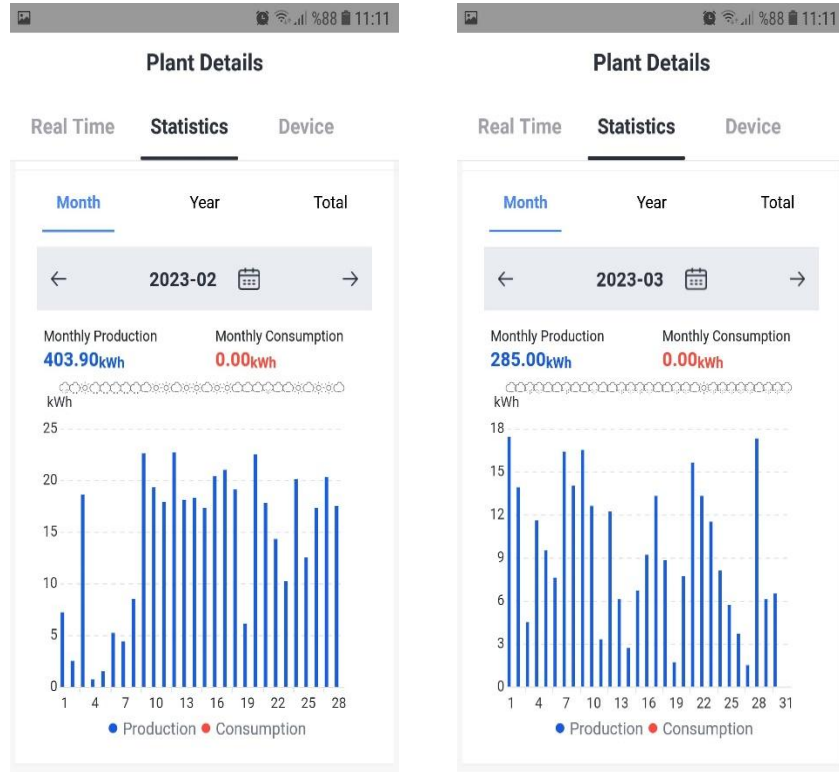 %88 11:11
Plant Details
Real Time Statistics Device
Month Year Total
2023-02
Monthly Production Monthly Consumption
403.90kWh 0.00kWh
kWh
25
20
15
10
5
0
1 4 7 10 13 16 19 22 25 28
Production Consumption
%88 11:11
Plant Details
Real Time Statistics Device
Month Year Total
2023-03
Monthly Production Monthly Consumption
285.00kWh 0.00kWh
kWh
18
15
12
9
6
3
0
1 4 7 10 13 16 19 22 25 28 31
Production Consumption